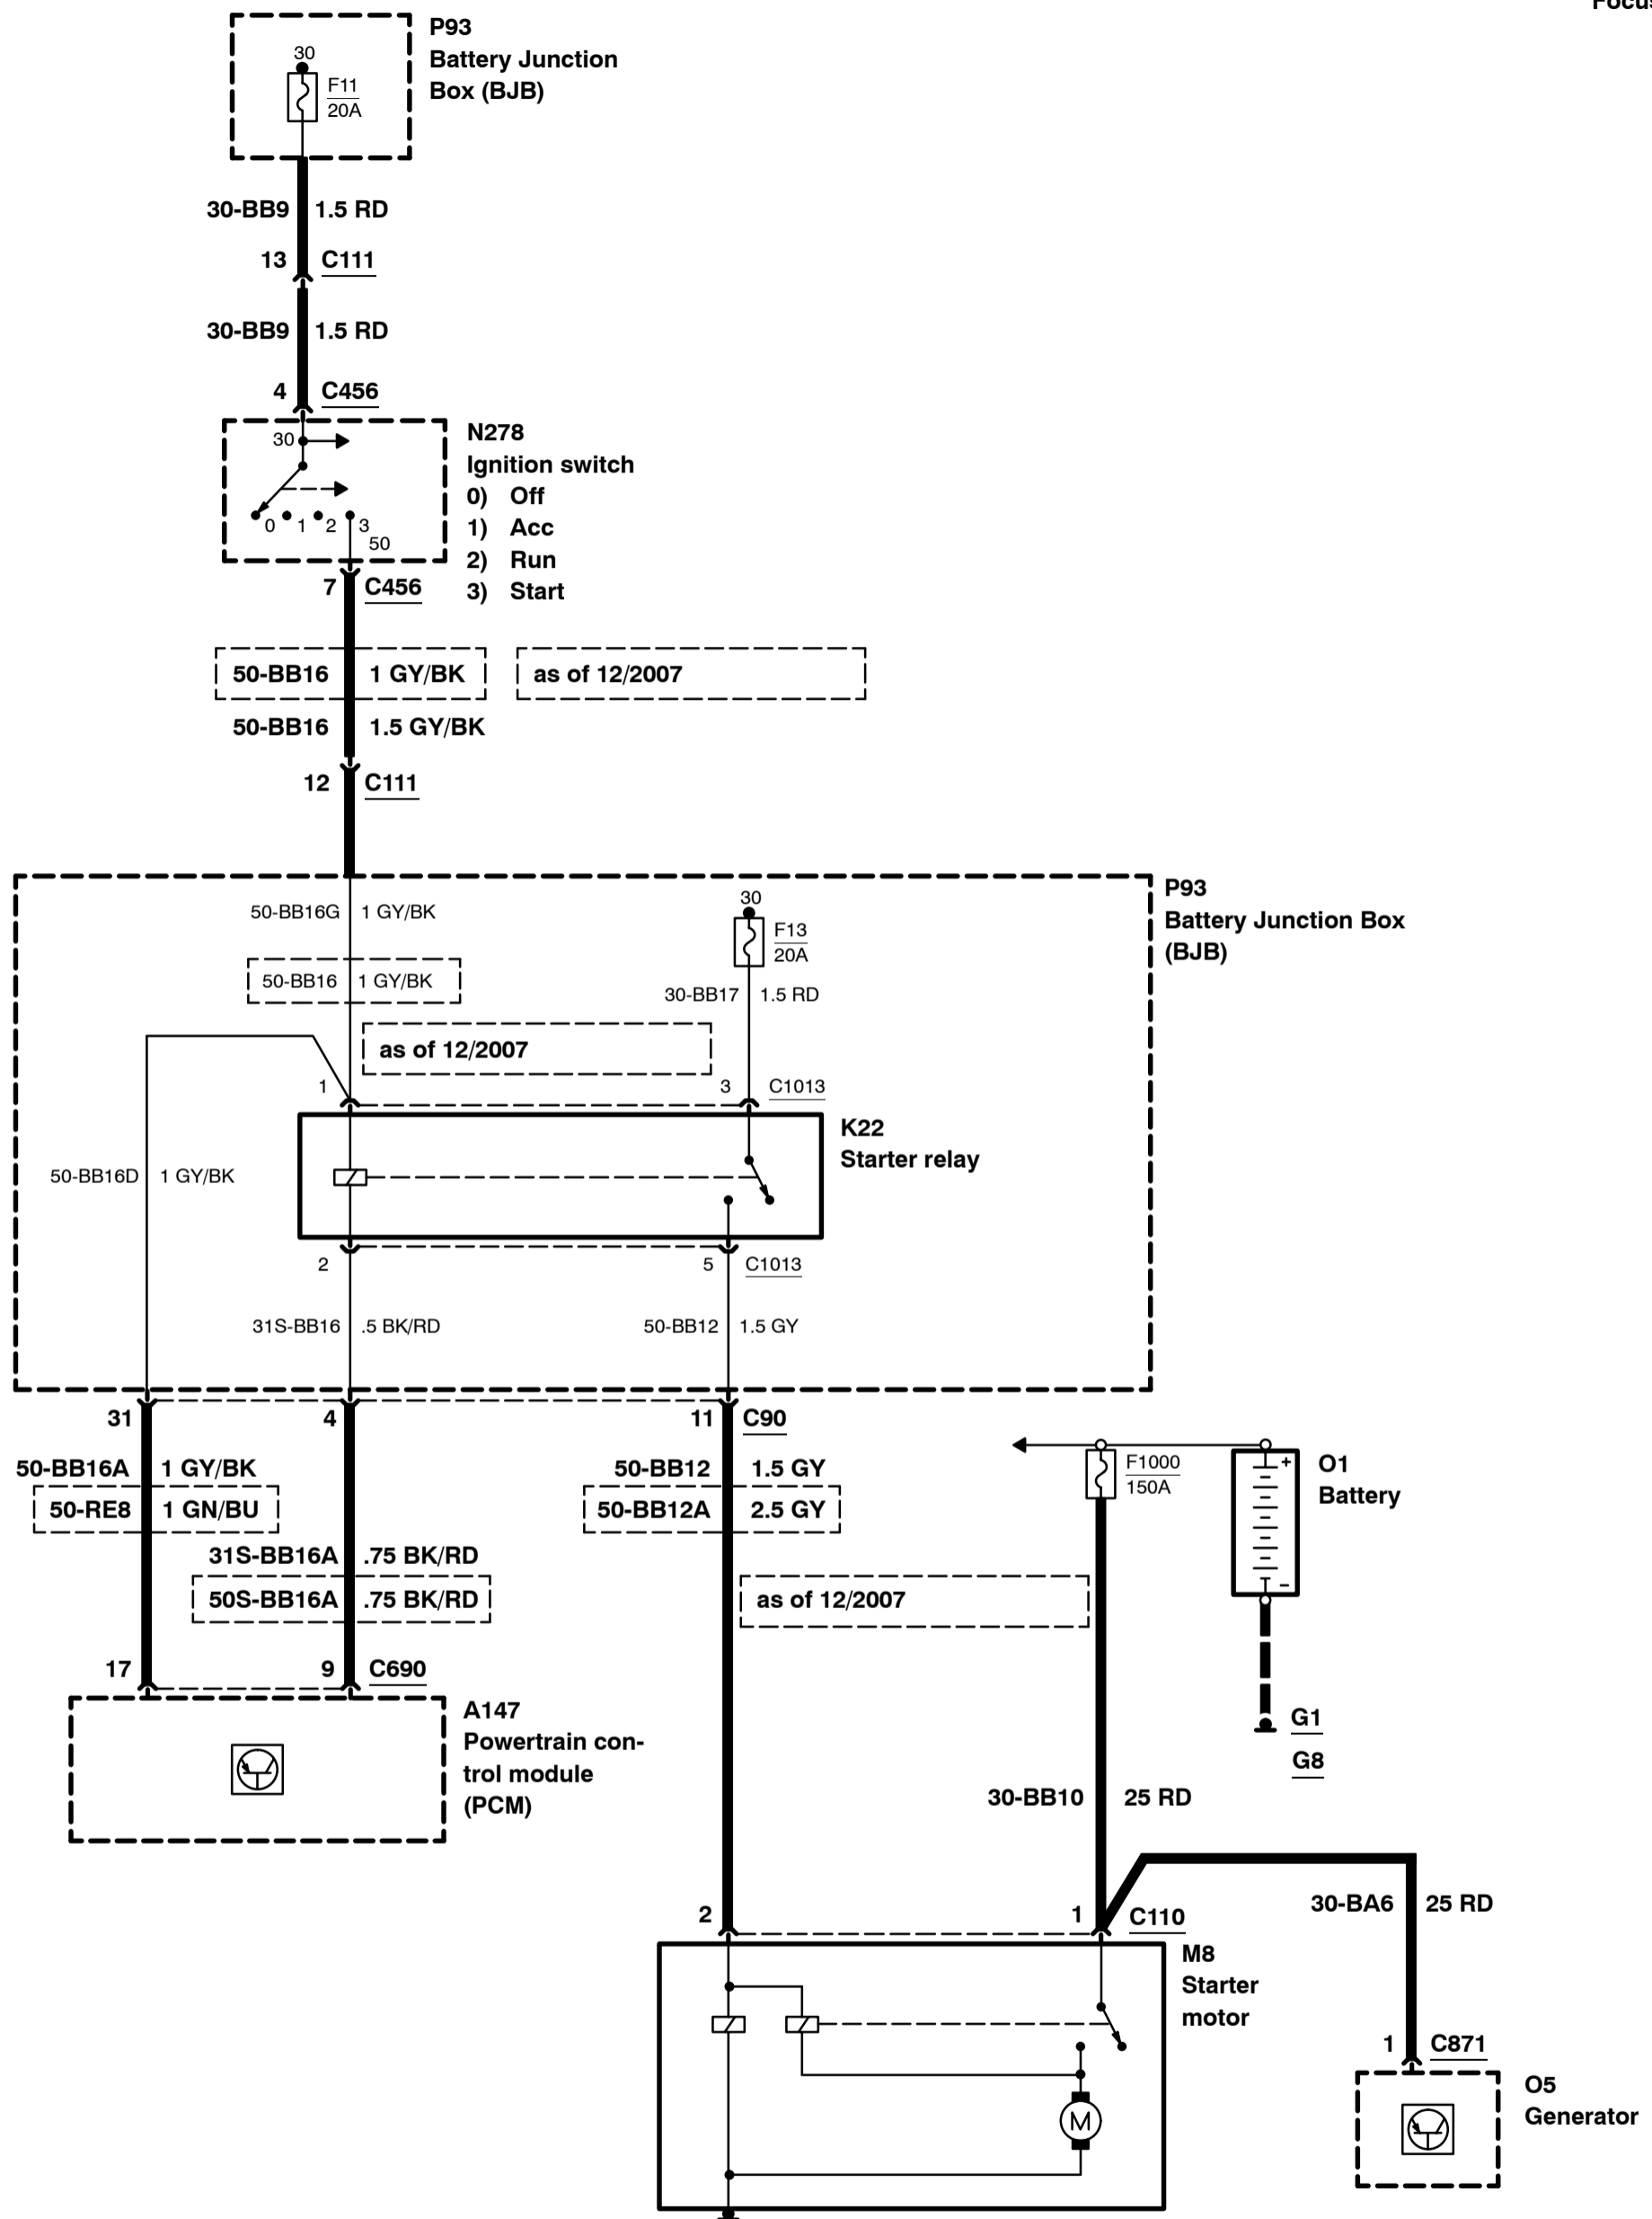 Focus
P93
Battery Junction
Box (BJB)
30
F11
20A
30-BB9 1.5 RD
13 C111
30-BB9 1.5 RD
4 C456
30
0 1 2 3
50
N278
Ignition switch
0) Off
1) Acc
2) Run
3) Start
7 C456
50-BB16 1 GY/BK
as of 12/2007
50-BB16 1.5 GY/BK
12 C111
P93
Battery Junction Box
(BJB)
50-BB16G 1 GY/BK
30
F13
20A
50-BB16 1 GY/BK
30-BB17 1.5 RD
as of 12/2007
1 3 C1013
K22
Starter relay
50-BB16D 1 GY/BK
2 5 C1013
31S-BB16 .5 BK/RD
50-BB12 1.5 GY
31 4 11 C90
50-BB16A 1 GY/BK
50-BB12 1.5 GY
50-RE8 1 GN/BU
50-BB12A 2.5 GY
F1000
150A
+
-
O1
Battery
31S-BB16A .75 BK/RD
50S-BB16A .75 BK/RD
as of 12/2007
17 9 C690
A147
Powertrain con-
trol module
(PCM)
G1
G8
30-BB10 25 RD
30-BA6 25 RD
2 1 C110
M8
Starter
motor
M
1 C871
O5
Generator